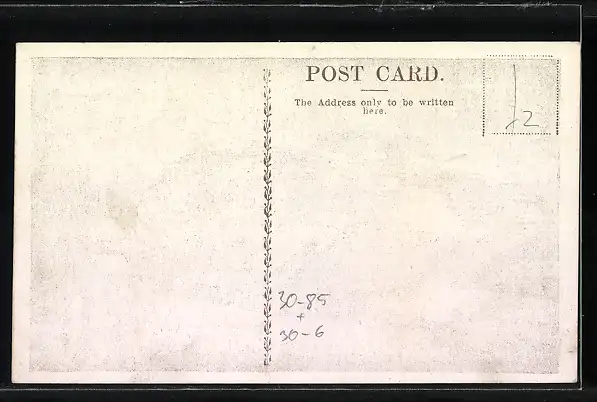 POST CARD.
The Address only to be written
here.
12
30-85
+
30-6